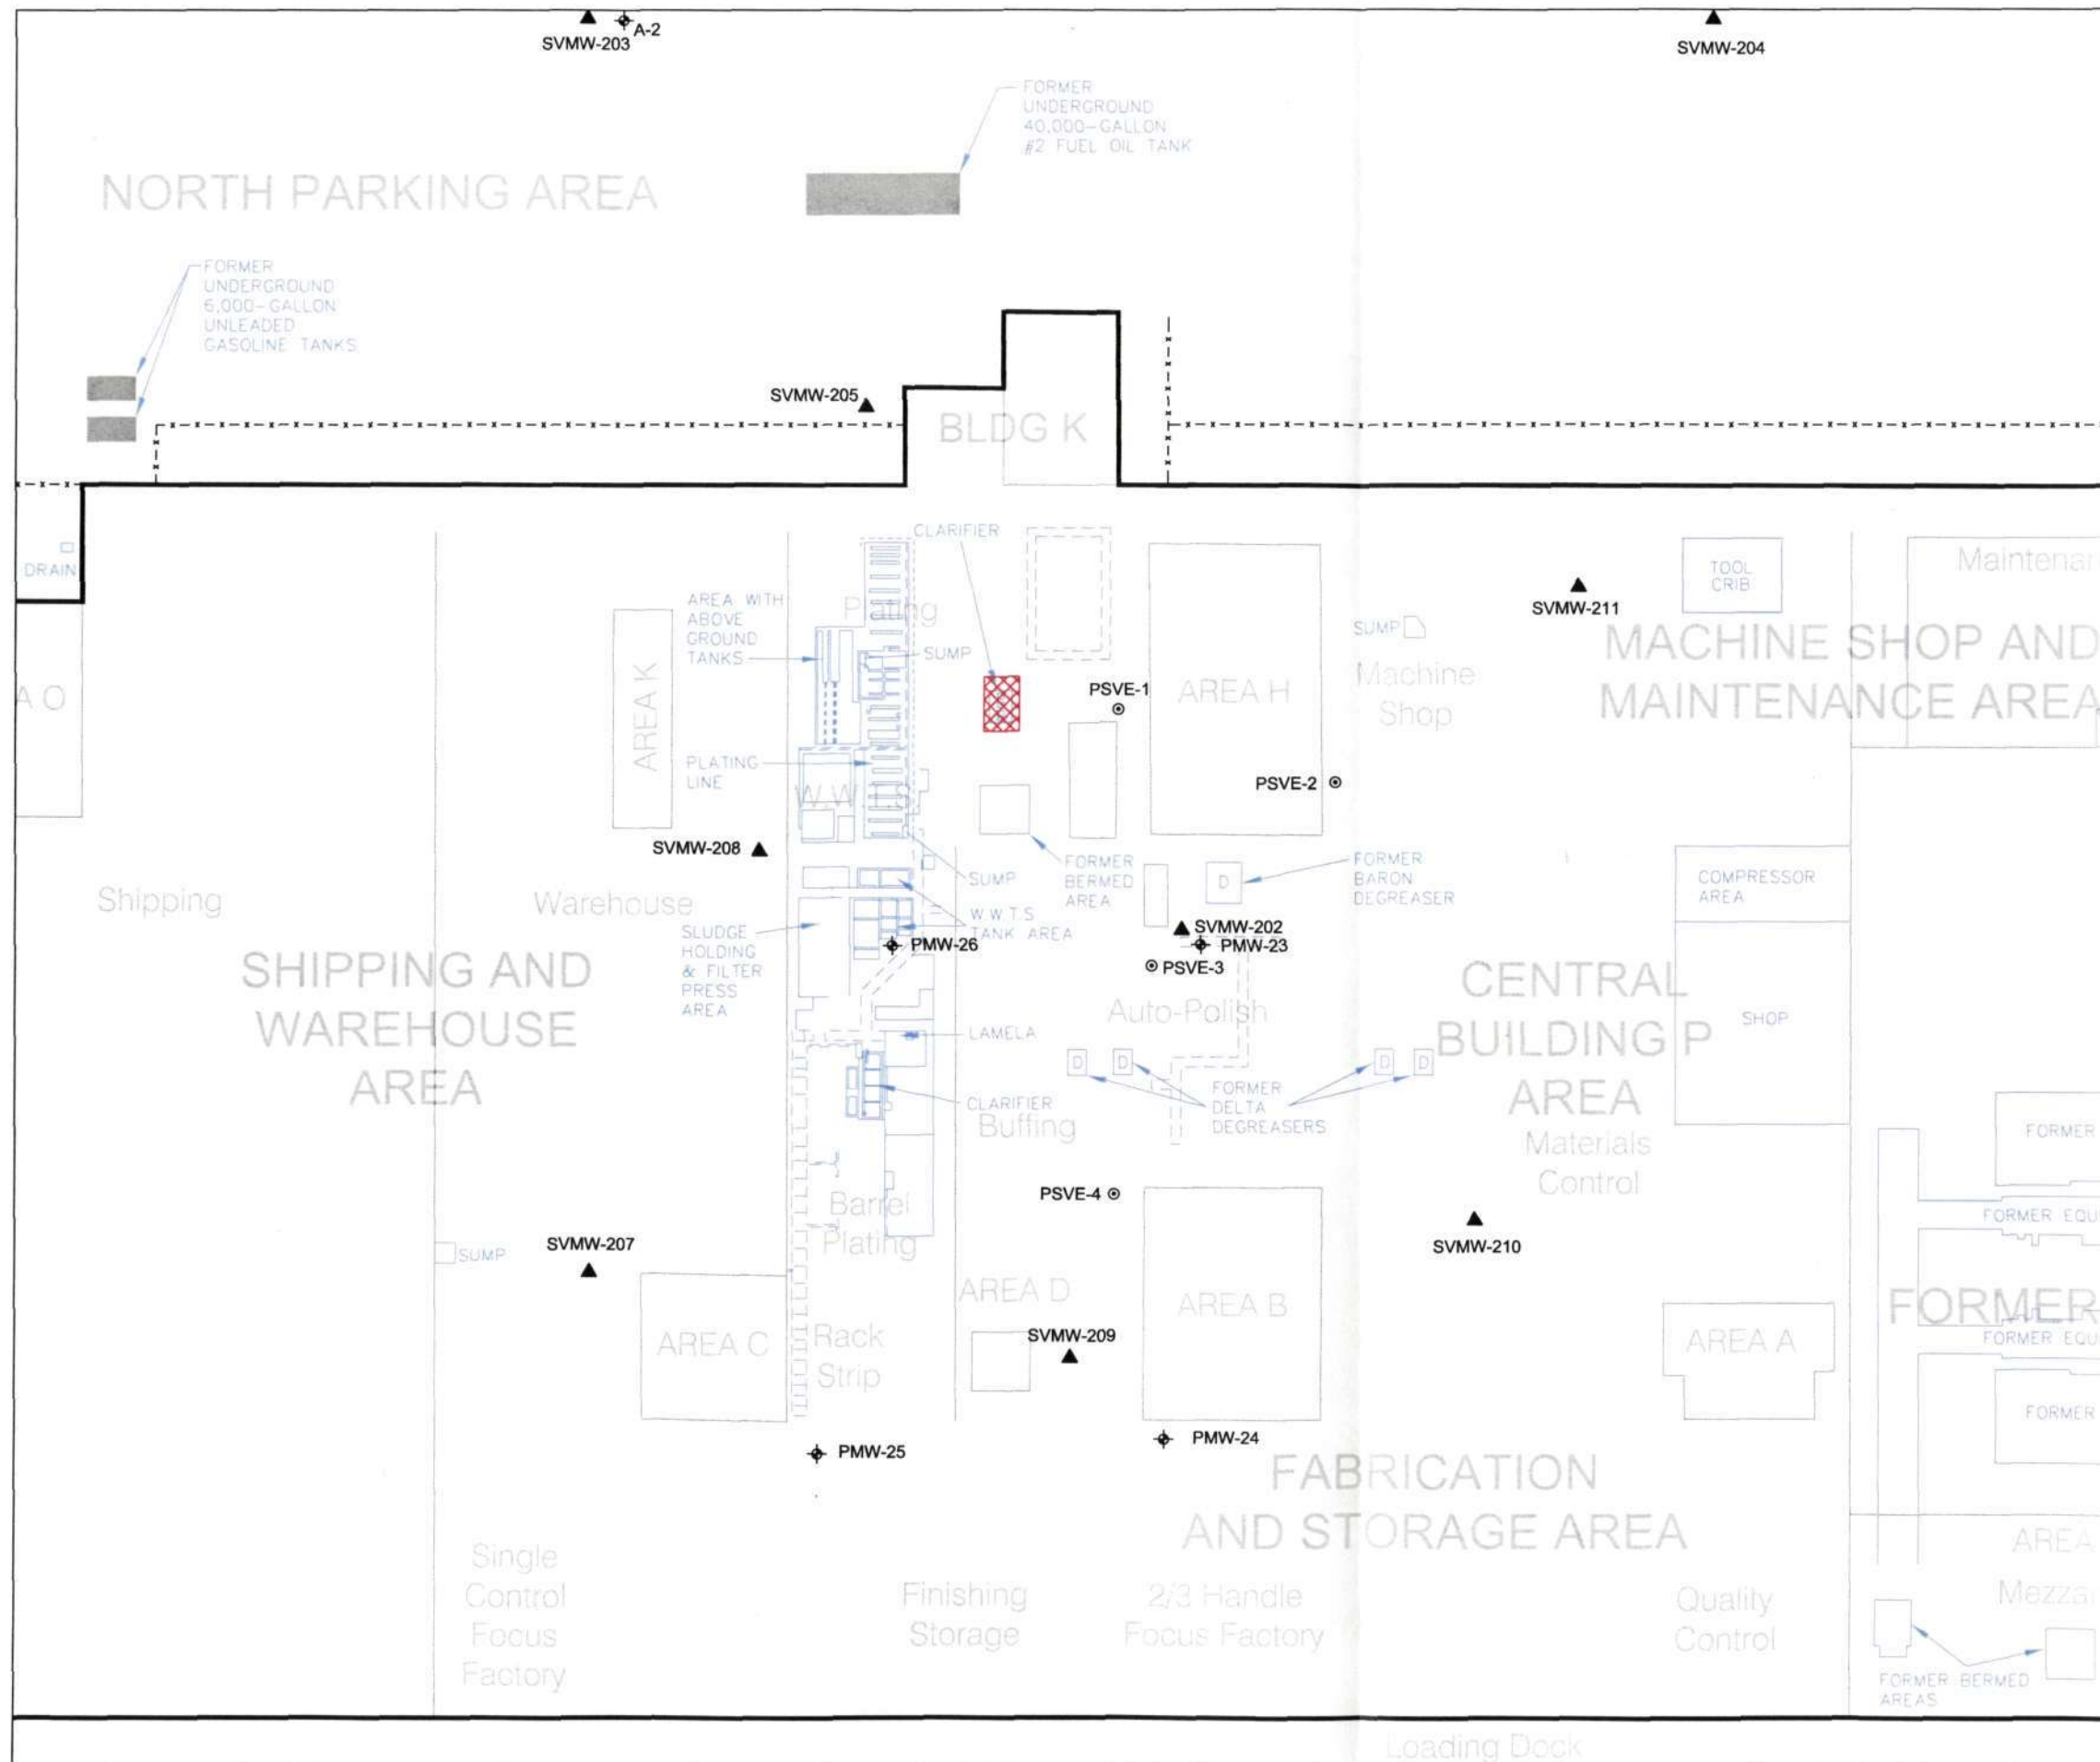 SVMW-203
A-2
SVMW-204
FORMER
UNDERGROUND
40,000-GALLON
#2 FUEL OIL TANK
NORTH PARKING AREA
FORMER
UNDERGROUND
6,000-GALLON
UNLEADED
GASOLINE TANKS
SVMW-205
BLDG K
DRAIN
CLARIFIER
TOOL
CRIB
SVMW-211
AREA WITH
ABOVE
GROUND
TANKS
Plating
SUMP
SUMP
Machine
Shop
MACHINE SHOP AND
MAINTENANCE AREA
A O
AREA K
PSVE-1
AREA H
PLATING
LINE
W.W.T.S
PSVE-2
SVMW-208
FORMER
BERMED
AREA
D
FORMER
BARON
DEGREASER
COMPRESSOR
AREA
SUMP
Shipping
Warehouse
SLUDGE
HOLDING
& FILTER
PRESS
AREA
W.W.T.S
TANK AREA
PMW-26
SVMW-202
PMW-23
PSVE-3
SHIPPING AND
WAREHOUSE
AREA
CENTRAL
BUILDING P
AREA
Auto-Polish
SHOP
LAMELA
D
D
D
D
FORMER
DELTA
DEGREASERS
CLARIFIER
Buffing
Materials
Control
FORMER
PSVE-4
Barrel
Plating
FORMER EQU
SUMP
SVMW-207
SVMW-210
AREA D
AREA B
FORMER
AREA C
Rack
Strip
SVMW-209
AREA A
FORMER EQU
FORMER
PMW-25
PMW-24
FABRICATION
AND STORAGE AREA
AREA
Single
Control
Focus
Factory
Finishing
Storage
2/3 Handle
Focus Factory
Quality
Control
FORMER BERMED
AREAS
Loading Dock